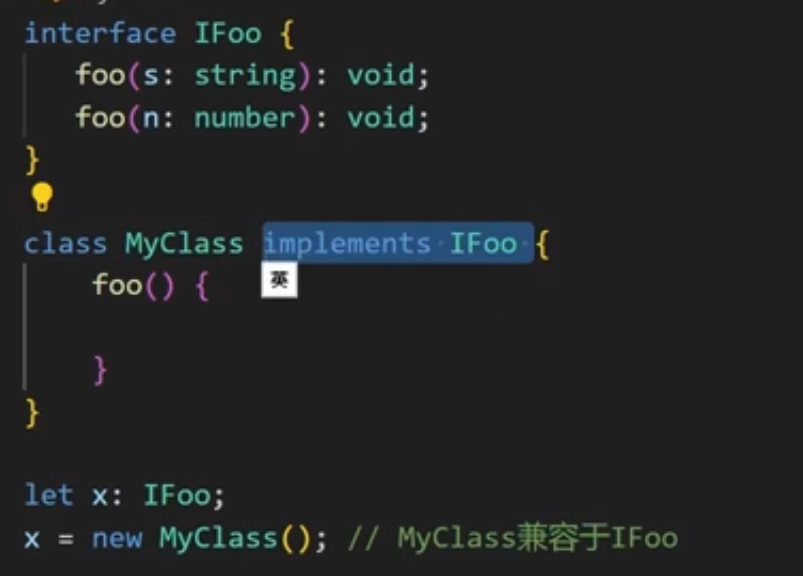 interface IFoo {
foo(s: string): void;
foo(n: number): void;
}
class MyClass implements IFoo {
foo() {
英
}
}
let x: IFoo;
x = new MyClass(); // MyClass兼容于IFoo